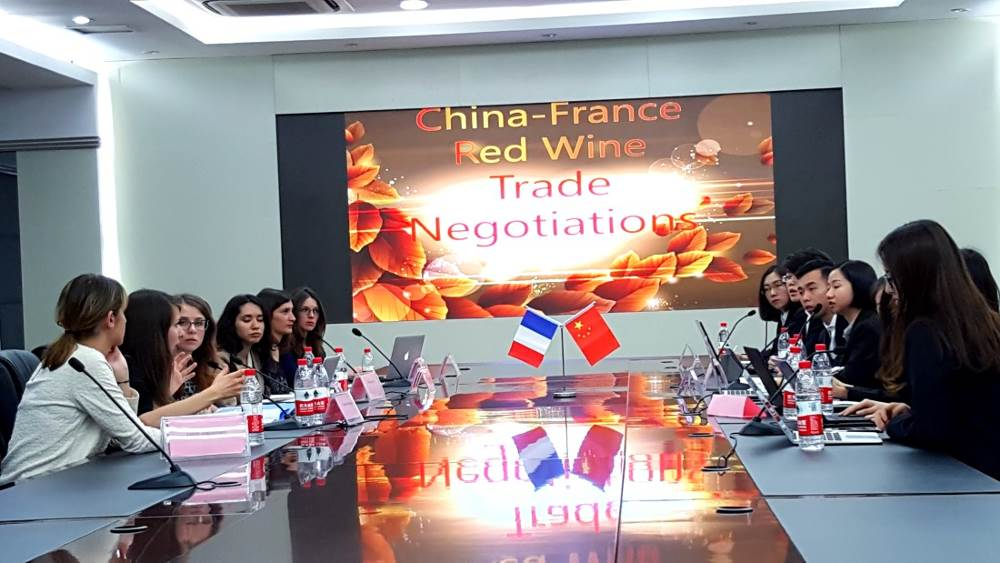 China-France
Red Wine
Trade
Negotiations